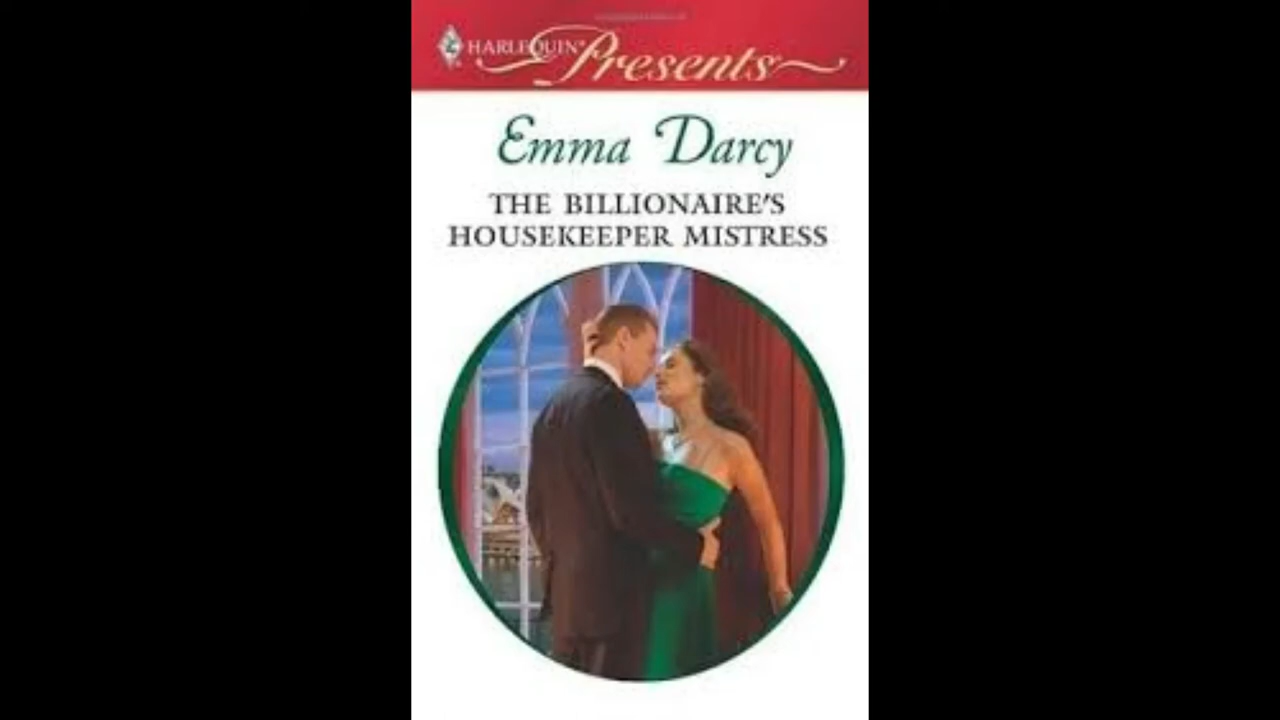 HARLEQUIN®
Presents
Emma Darcy
THE BILLIONAIRE'S
HOUSEKEEPER MISTRESS